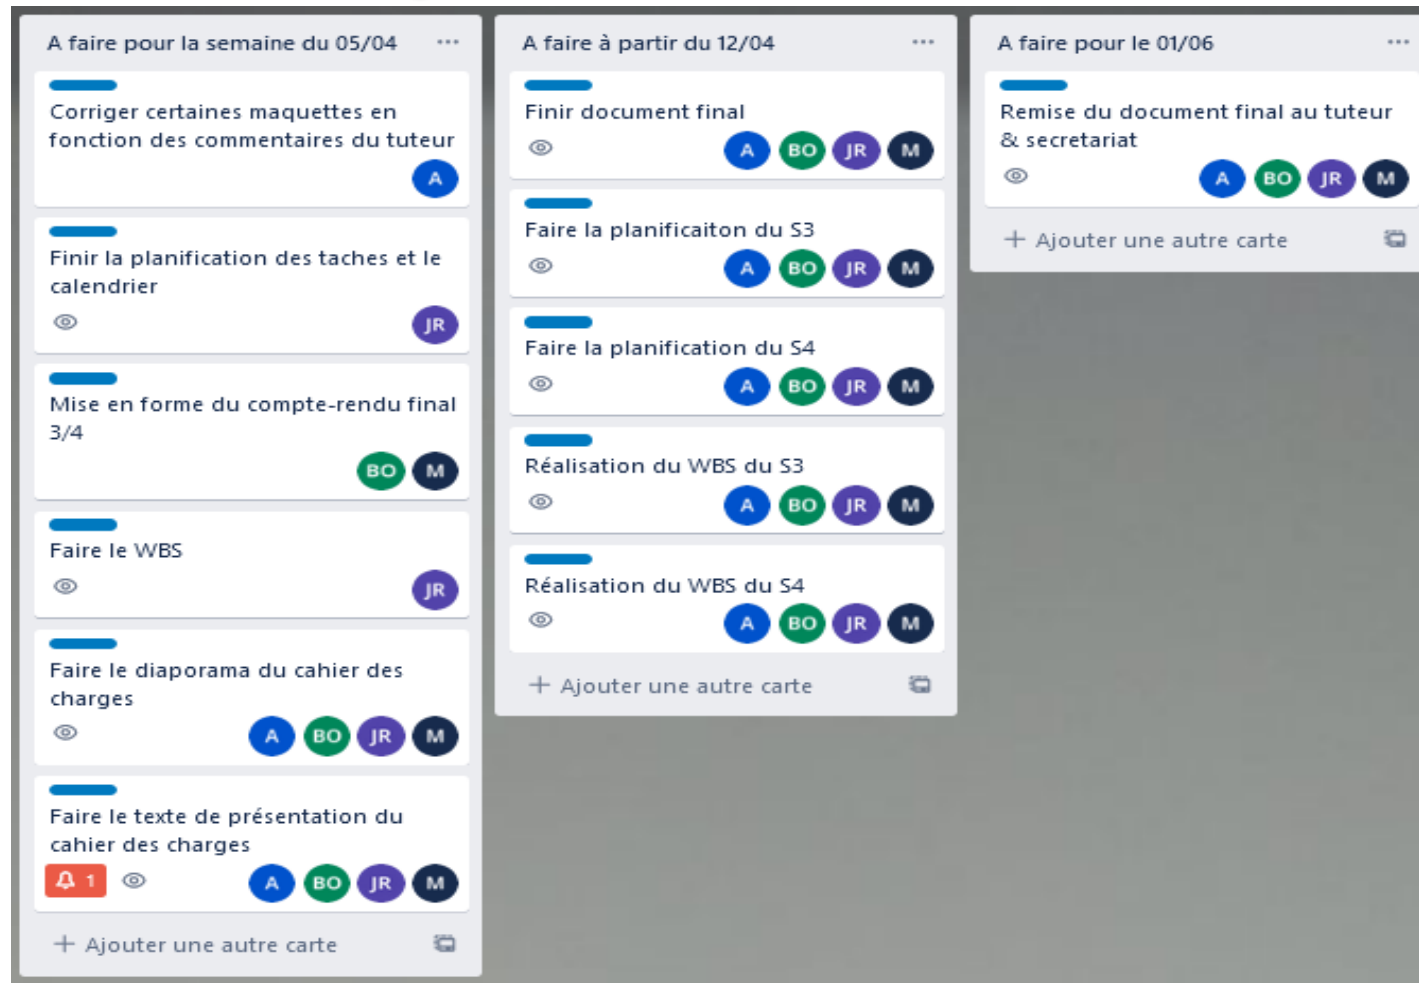 A faire pour la semaine du 05/04
Corriger certaines maquettes en
fonction des commentaires du tuteur
A
Finir la planification des taches et le
calendrier
JR
Mise en forme du compte-rendu final
3/4
BO M
Faire le WBS
JR
Faire le diaporama du cahier des
charges
A BO JR M
Faire le texte de présentation du
cahier des charges
1 A BO JR M
+ Ajouter une autre carte
A faire à partir du 12/04
Finir document final
A BO JR M
Faire la planificaiton du S3
A BO JR M
Faire la planification du S4
A BO JR M
Réalisation du WBS du S3
A BO JR M
Réalisation du WBS du S4
A BO JR M
+ Ajouter une autre carte
A faire pour le 01/06
Remise du document final au tuteur
& secretariat
A BO JR M
+ Ajouter une autre carte